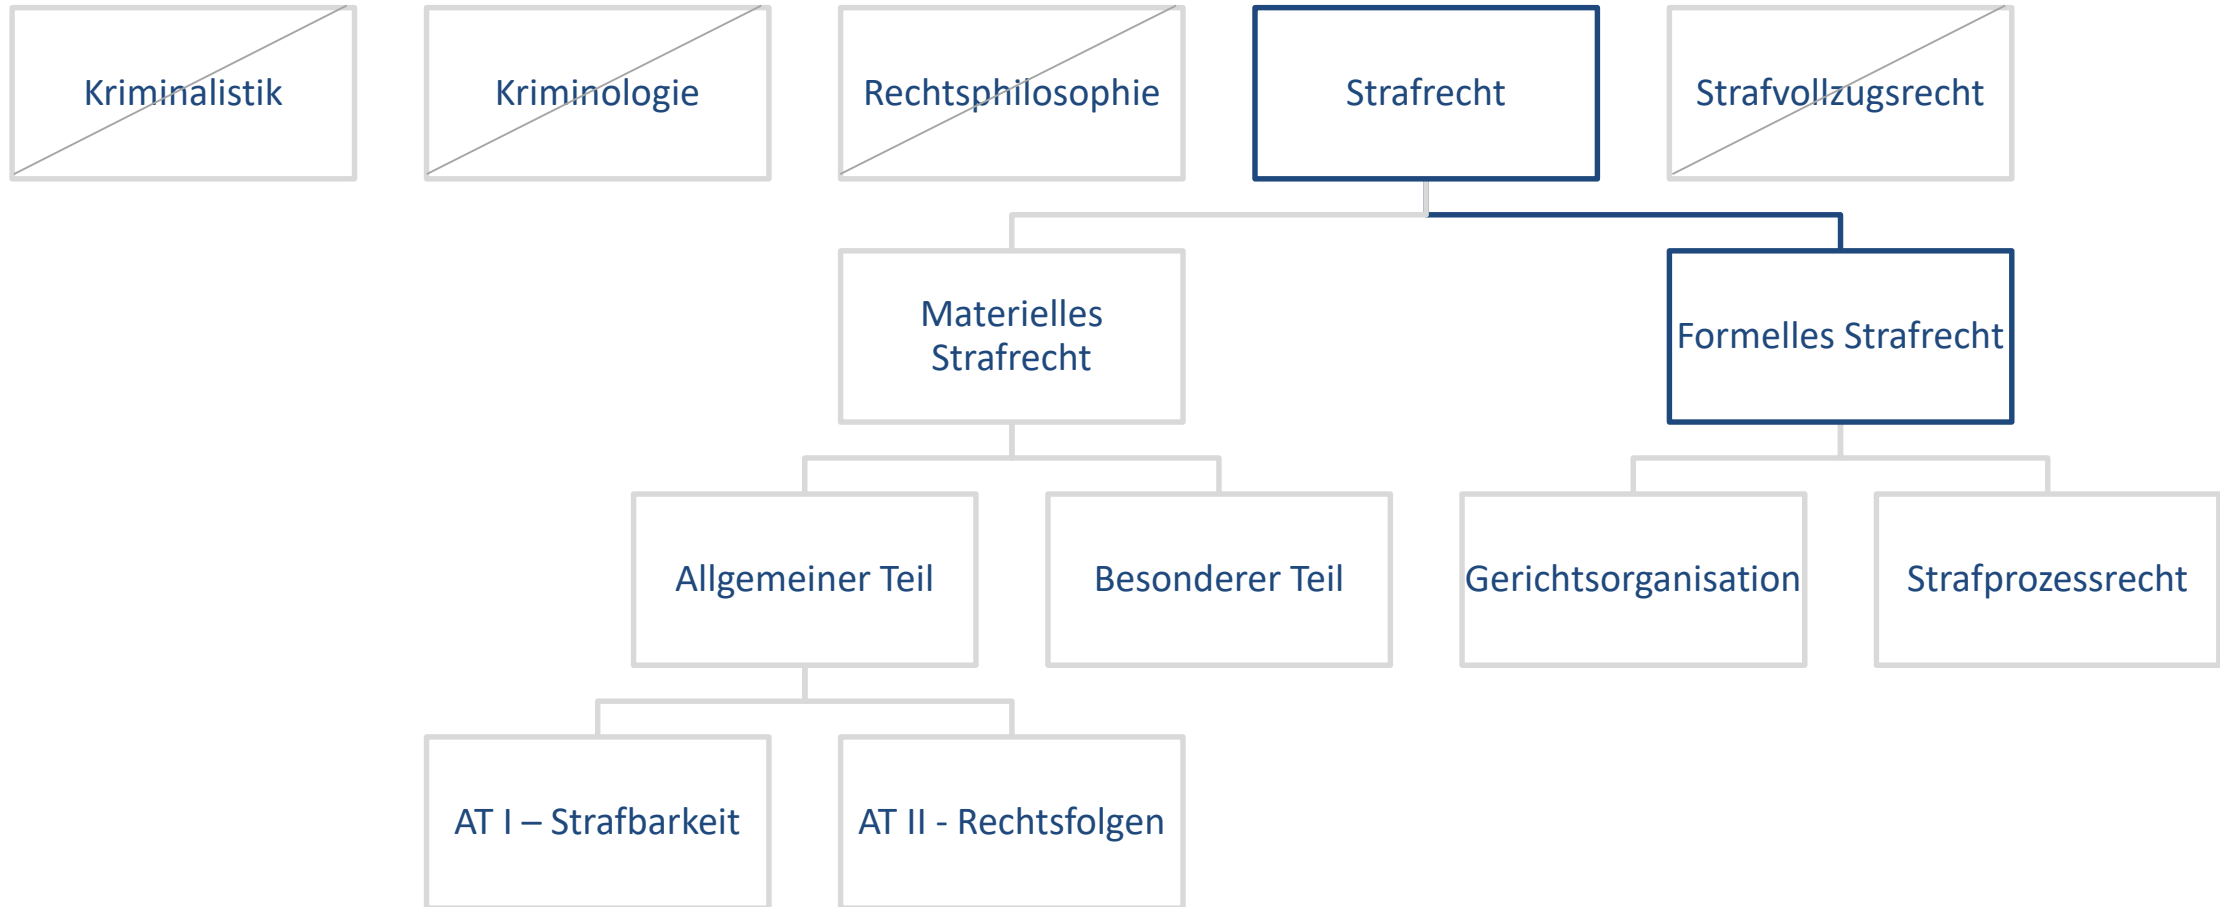 Kriminalistik
Kriminologie
Rechtsphilosophie
Strafrecht
Strafvollzugsrecht
Materielles
Strafrecht
Formelles Strafrecht
Allgemeiner Teil
Besonderer Teil
Gerichtsorganisation
Strafprozessrecht
AT I – Strafbarkeit
AT II - Rechtsfolgen